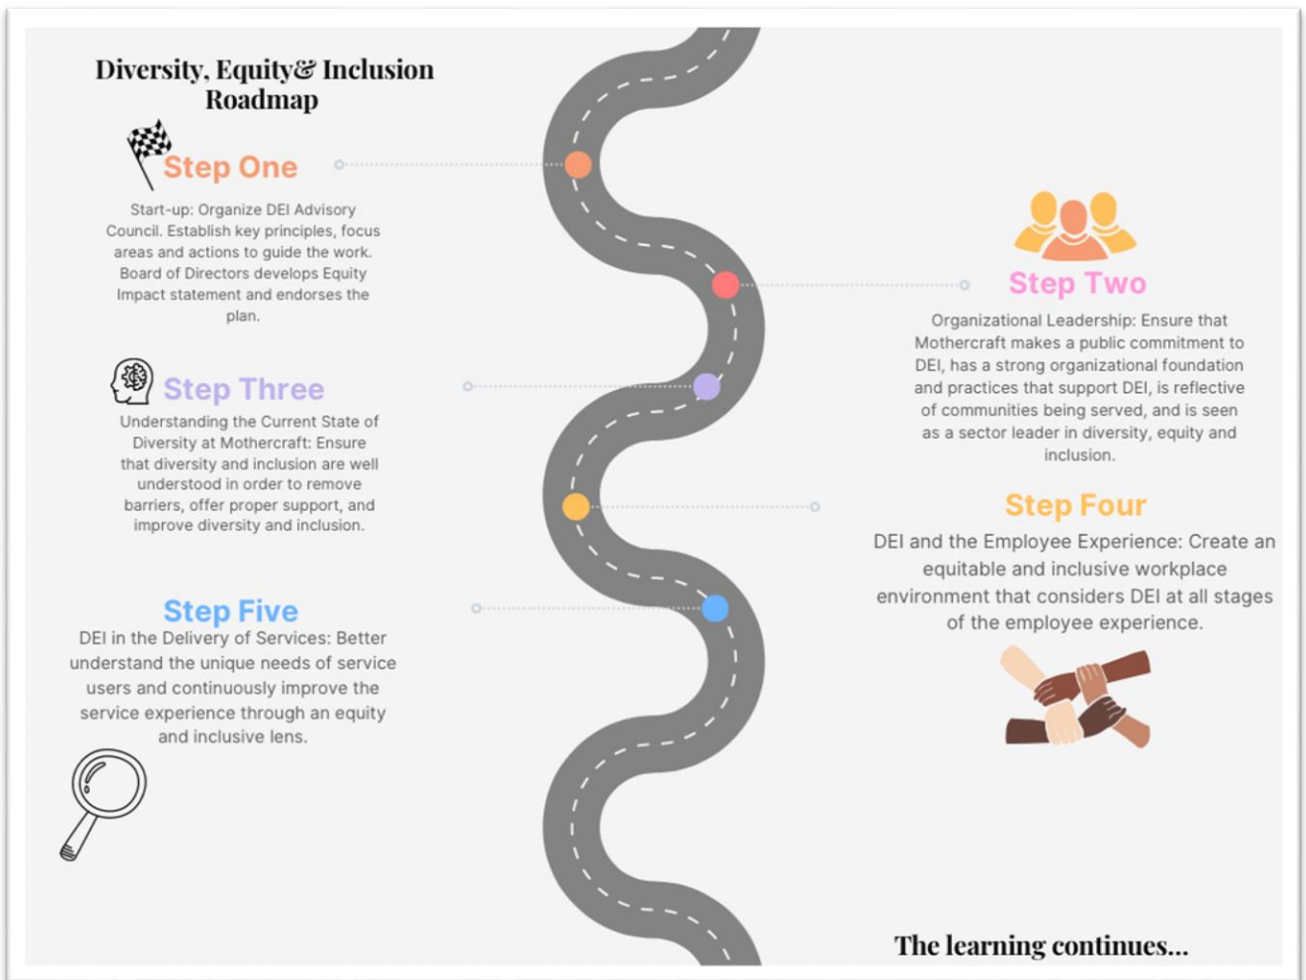 Diversity, Equity& Inclusion
Roadmap
Step One
Start-up: Organize DEI Advisory
Council. Establish key principles, focus
areas and actions to guide the work.
Board of Directors develops Equity
Impact statement and endorses the
plan.
Step Two
Organizational Leadership: Ensure that
Mothercraft makes a public commitment to
DEI, has a strong organizational foundation
and practices that support DEI, is reflective
of communities being served, and is seen
as a sector leader in diversity, equity and
inclusion.
Step Three
Understanding the Current State of
Diversity at Mothercraft: Ensure
that diversity and inclusion are well
understood in order to remove
barriers, offer proper support, and
improve diversity and inclusion.
Step Four
DEI and the Employee Experience: Create an
equitable and inclusive workplace
environment that considers DEI at all stages
of the employee experience.
Step Five
DEI in the Delivery of Services: Better
understand the unique needs of service
users and continuously improve the
service experience through an equity
and inclusive lens.
The learning continues...